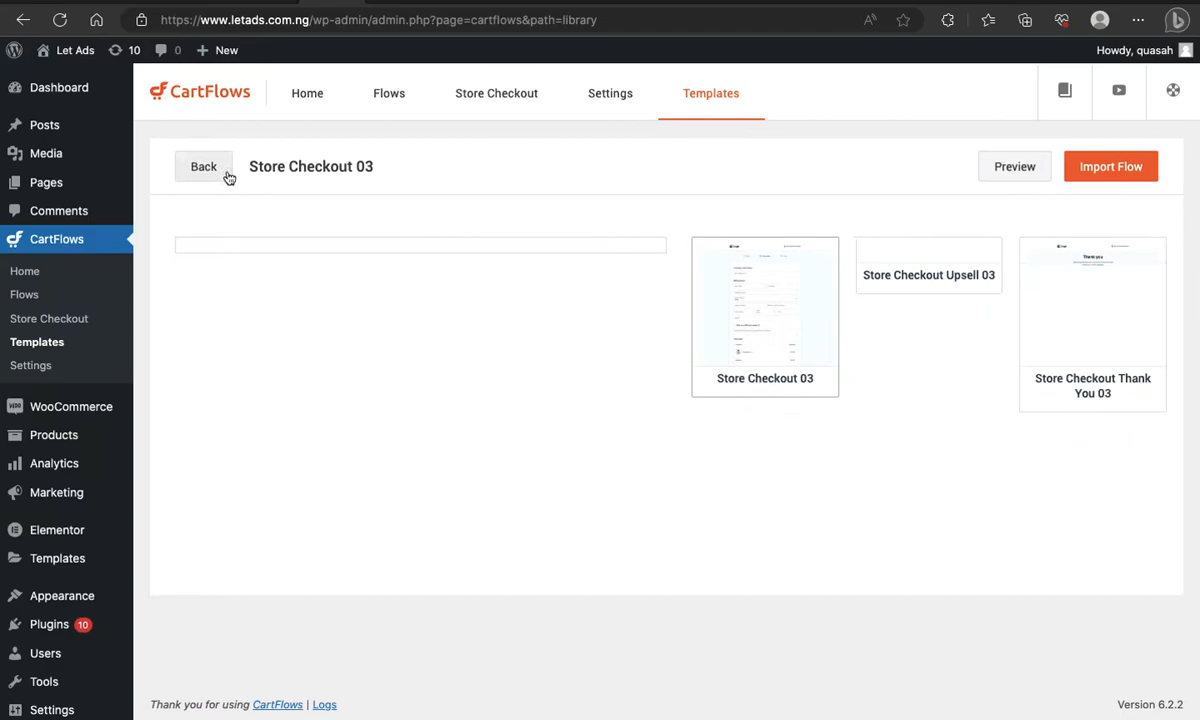 https://www.letads.com.ng/wp-admin/admin.php?page=cartflows&path=library
Let Ads 10 0 New
Howdy, quasah
Dashboard
Posts
Media
Pages
Comments
CartFlows
Home
Flows
Store Checkout
Templates
Settings
WooCommerce
Products
Analytics
Marketing
Elementor
Templates
Appearance
Plugins 10
Users
Tools
Settings
CartFlows
Home
Flows
Store Checkout
Settings
Templates
Back
Store Checkout 03
Preview
Import Flow
Store Checkout 03
Store Checkout Upsell 03
Thank you
Store Checkout Thank
You 03
Thank you for using CartFlows | Logs
Version 6.2.2